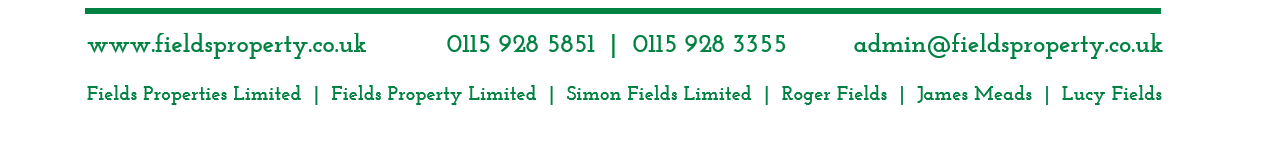 www.fieldsproperty.co.uk 0115 928 5851 | 0115 928 3355 admin@fieldsproperty.co.uk
Fields Properties Limited | Fields Property Limited | Simon Fields Limited | Roger Fields | James Meads | Lucy Fields